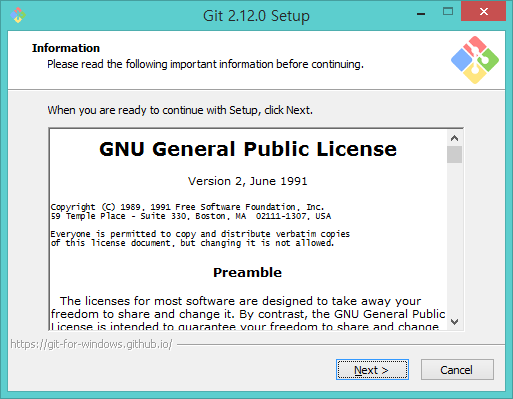 Git 2.12.0 Setup
Information
Please read the following important information before continuing.
When you are ready to continue with Setup, click Next.
GNU General Public License
Version 2, June 1991
Copyright (C) 1989, 1991 Free Software Foundation, Inc.
59 Temple Place - Suite 330, Boston, MA  02111-1307, USA
Everyone is permitted to copy and distribute verbatim copies
of this license document, but changing it is not allowed.
Preamble
The licenses for most software are designed to take away your
freedom to share and change it. By contrast, the GNU General Public
License is intended to guarantee your freedom to share and change
https://git-for-windows.github.io/
Next >
Cancel